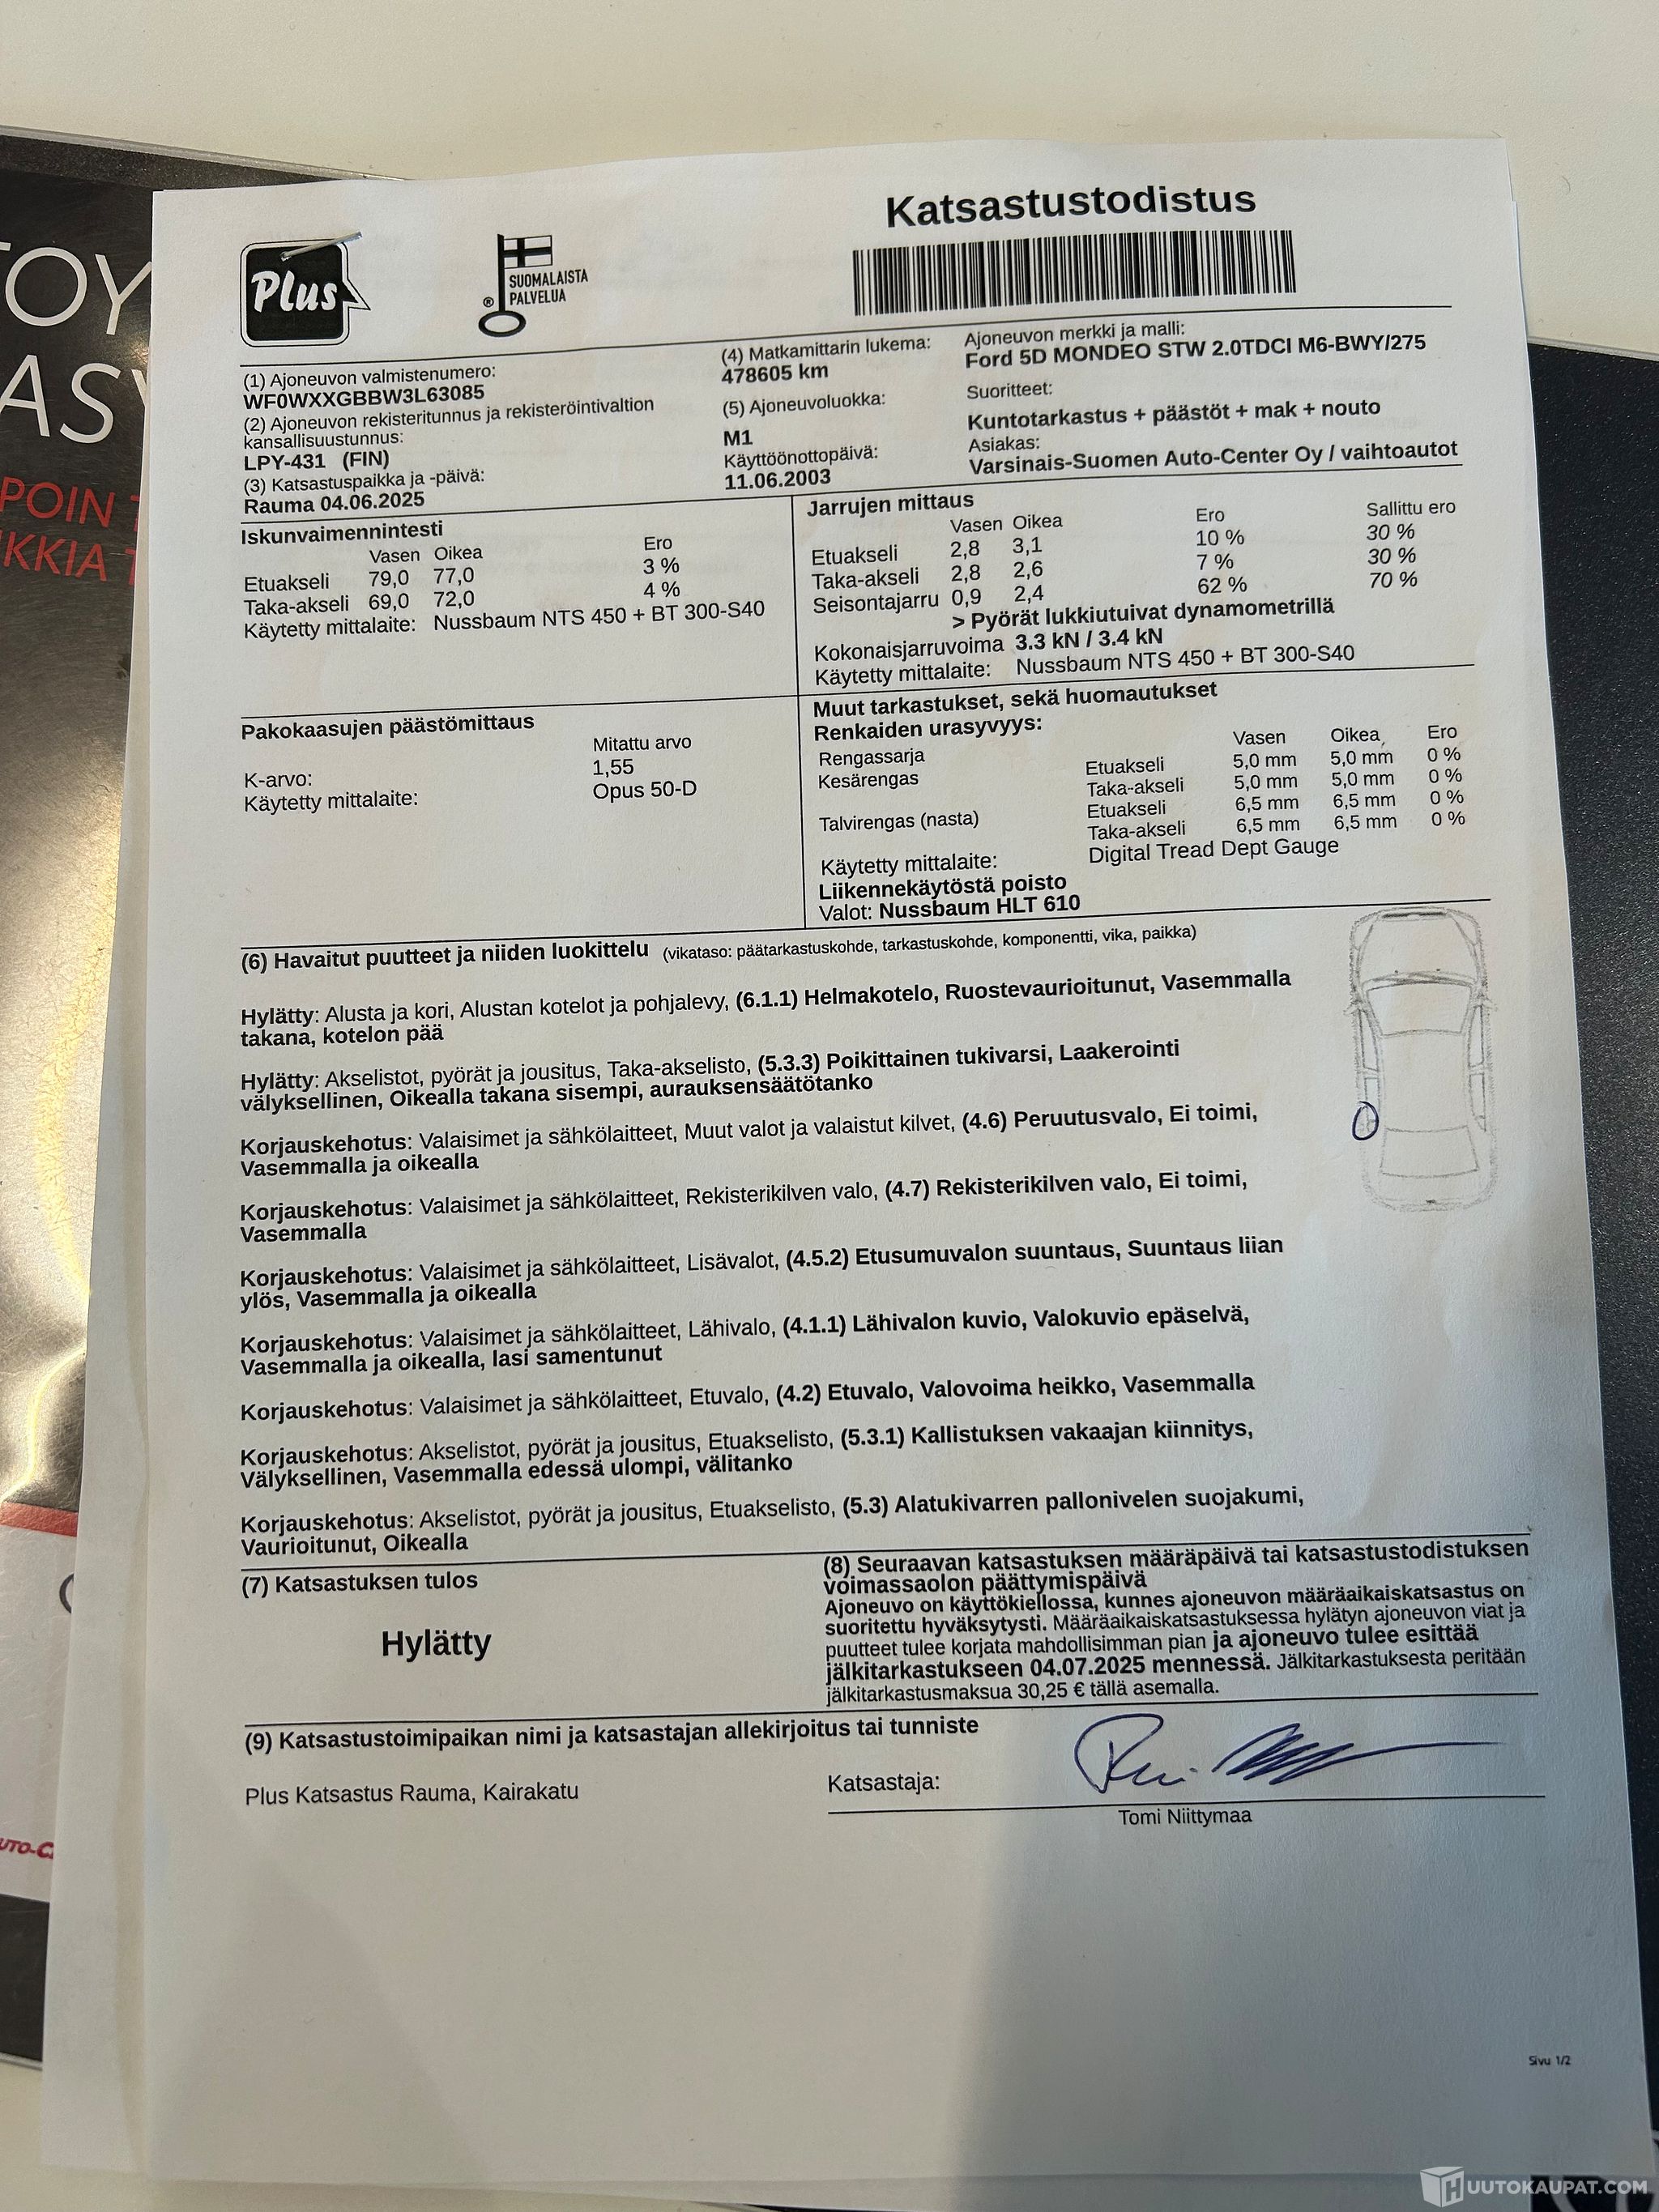 Katsastustodistus
Plus
SUOMALAISTA
PALVELUA
®
(1) Ajoneuvon valmistenumero:
WF0WXXGBBW3L63085
(2) Ajoneuvon rekisteritunnus ja rekisteröintivaltion
kansallisuustunnus:
LPY-431 (FIN)
(3) Katsastuspaikka ja -päivä:
Rauma 04.06.2025
(4) Matkamittarin lukema:
478605 km
(5) Ajoneuvoluokka:
M1
Käyttöönottopäivä:
11.06.2003
Ajoneuvon merkki ja malli:
Ford 5D MONDEO STW 2.0TDCI M6-BWY/275
Suoritteet:
Kuntotarkastus + päästöt + mak + nouto
Asiakas:
Varsinais-Suomen Auto-Center Oy / vaihtoautot
Iskunvaimennintesti
Vasen Oikea Ero
Etuakseli 79,0 77,0 3 %
Taka-akseli 69,0 72,0 4 %
Käytetty mittalaite: Nussbaum NTS 450 + BT 300-S40
Jarrujen mittaus
Vasen Oikea Ero Sallittu ero
Etuakseli 2,8 3,1 10 % 30 %
Taka-akseli 2,8 2,6 7 % 30 %
Seisontajarru 0,9 2,4 62 % 70 %
> Pyörät lukkiutuivat dynamometrillä
Kokonaisjarruvoima 3.3 kN / 3.4 kN
Käytetty mittalaite: Nussbaum NTS 450 + BT 300-S40
Pakokaasujen päästömittaus
Mitattu arvo
K-arvo: 1,55
Käytetty mittalaite: Opus 50-D
Muut tarkastukset, sekä huomautukset
Renkaiden urasyvyys:
Rengassarja Vasen Oikea Ero
Kesärengas Etuakseli 5,0 mm 5,0 mm 0 %
Taka-akseli 5,0 mm 5,0 mm 0 %
Talvirengas (nasta) Etuakseli 6,5 mm 6,5 mm 0 %
Taka-akseli 6,5 mm 6,5 mm 0 %
Käytetty mittalaite: Digital Tread Dept Gauge
Liikennekäytöstä poisto
Valot: Nussbaum HLT 610
(6) Havaitut puutteet ja niiden luokittelu (vikataso: päätarkastuskohde, tarkastuskohde, komponentti, vika, paikka)
Hylätty: Alusta ja kori, Alustan kotelot ja pohjalevy, (6.1.1) Helmakotelo, Ruostevaurioitunut, Vasemmalla
takana, kotelon pää
Hylätty: Akselistot, pyörät ja jousitus, Taka-akselisto, (5.3.3) Poikittainen tukivarsi, Laakerointi
välyksellinen, Oikealla takana sisempi, aurauksensäätötanko
Korjauskehotus: Valaisimet ja sähkölaitteet, Muut valot ja valaistut kilvet, (4.6) Peruutusvalo, Ei toimi,
Vasemmalla ja oikealla
Korjauskehotus: Valaisimet ja sähkölaitteet, Rekisterikilven valo, (4.7) Rekisterikilven valo, Ei toimi,
Vasemmalla
Korjauskehotus: Valaisimet ja sähkölaitteet, Lisävalot, (4.5.2) Etusumuvalon suuntaus, Suuntaus liian
ylös, Vasemmalla ja oikealla
Korjauskehotus: Valaisimet ja sähkölaitteet, Lähivalo, (4.1.1) Lähivalon kuvio, Valokuvio epäselvä,
Vasemmalla ja oikealla, lasi samentunut
Korjauskehotus: Valaisimet ja sähkölaitteet, Etuvalo, (4.2) Etuvalo, Valovoima heikko, Vasemmalla
Korjauskehotus: Akselistot, pyörät ja jousitus, Etuakselisto, (5.3.1) Kallistuksen vakaajan kiinnitys,
Välyksellinen, Vasemmalla edessä ulompi, välitanko
Korjauskehotus: Akselistot, pyörät ja jousitus, Etuakselisto, (5.3) Alatukivarren pallonivelen suojakumi,
Vaurioitunut, Oikealla
(7) Katsastuksen tulos
Hylätty
(8) Seuraavan katsastuksen määräpäivä tai katsastustodistuksen
voimassaolon päättymispäivä
Ajoneuvo on käyttökiellossa, kunnes ajoneuvon määräaikaiskatsastus on
suoritettu hyväksytysti. Määräaikaiskatsastuksessa hylätyn ajoneuvon viat ja
puutteet tulee korjata mahdollisimman pian ja ajoneuvo tulee esittää
jälkitarkastukseen 04.07.2025 mennessä. Jälkitarkastuksesta peritään
jälkitarkastusmaksua 30,25 € tällä asemalla.
(9) Katsastustoimipaikan nimi ja katsastajan allekirjoitus tai tunniste
Plus Katsastus Rauma, Kairakatu
Katsastaja:
Tomi Niittymaa
Sivu 1/2
HUUTOKAUPAT.COM